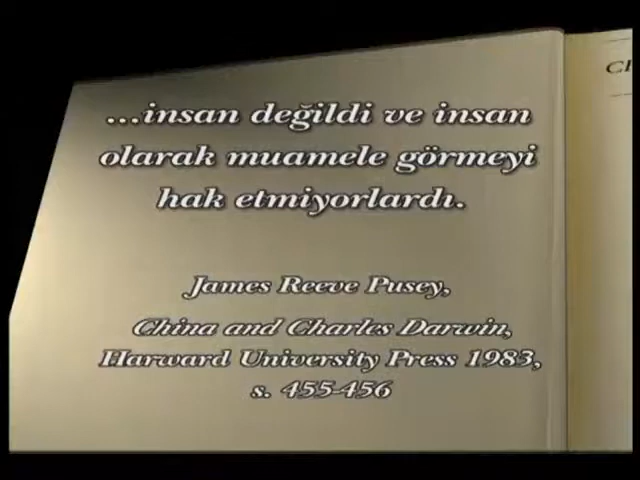 ...insan değildi ve insan
olarak muamele görmeyi
hak etmiyorlardı.
James Reeve Pusey,
China and Charles Darwin,
Harward University Press 1983,
s. 455-456